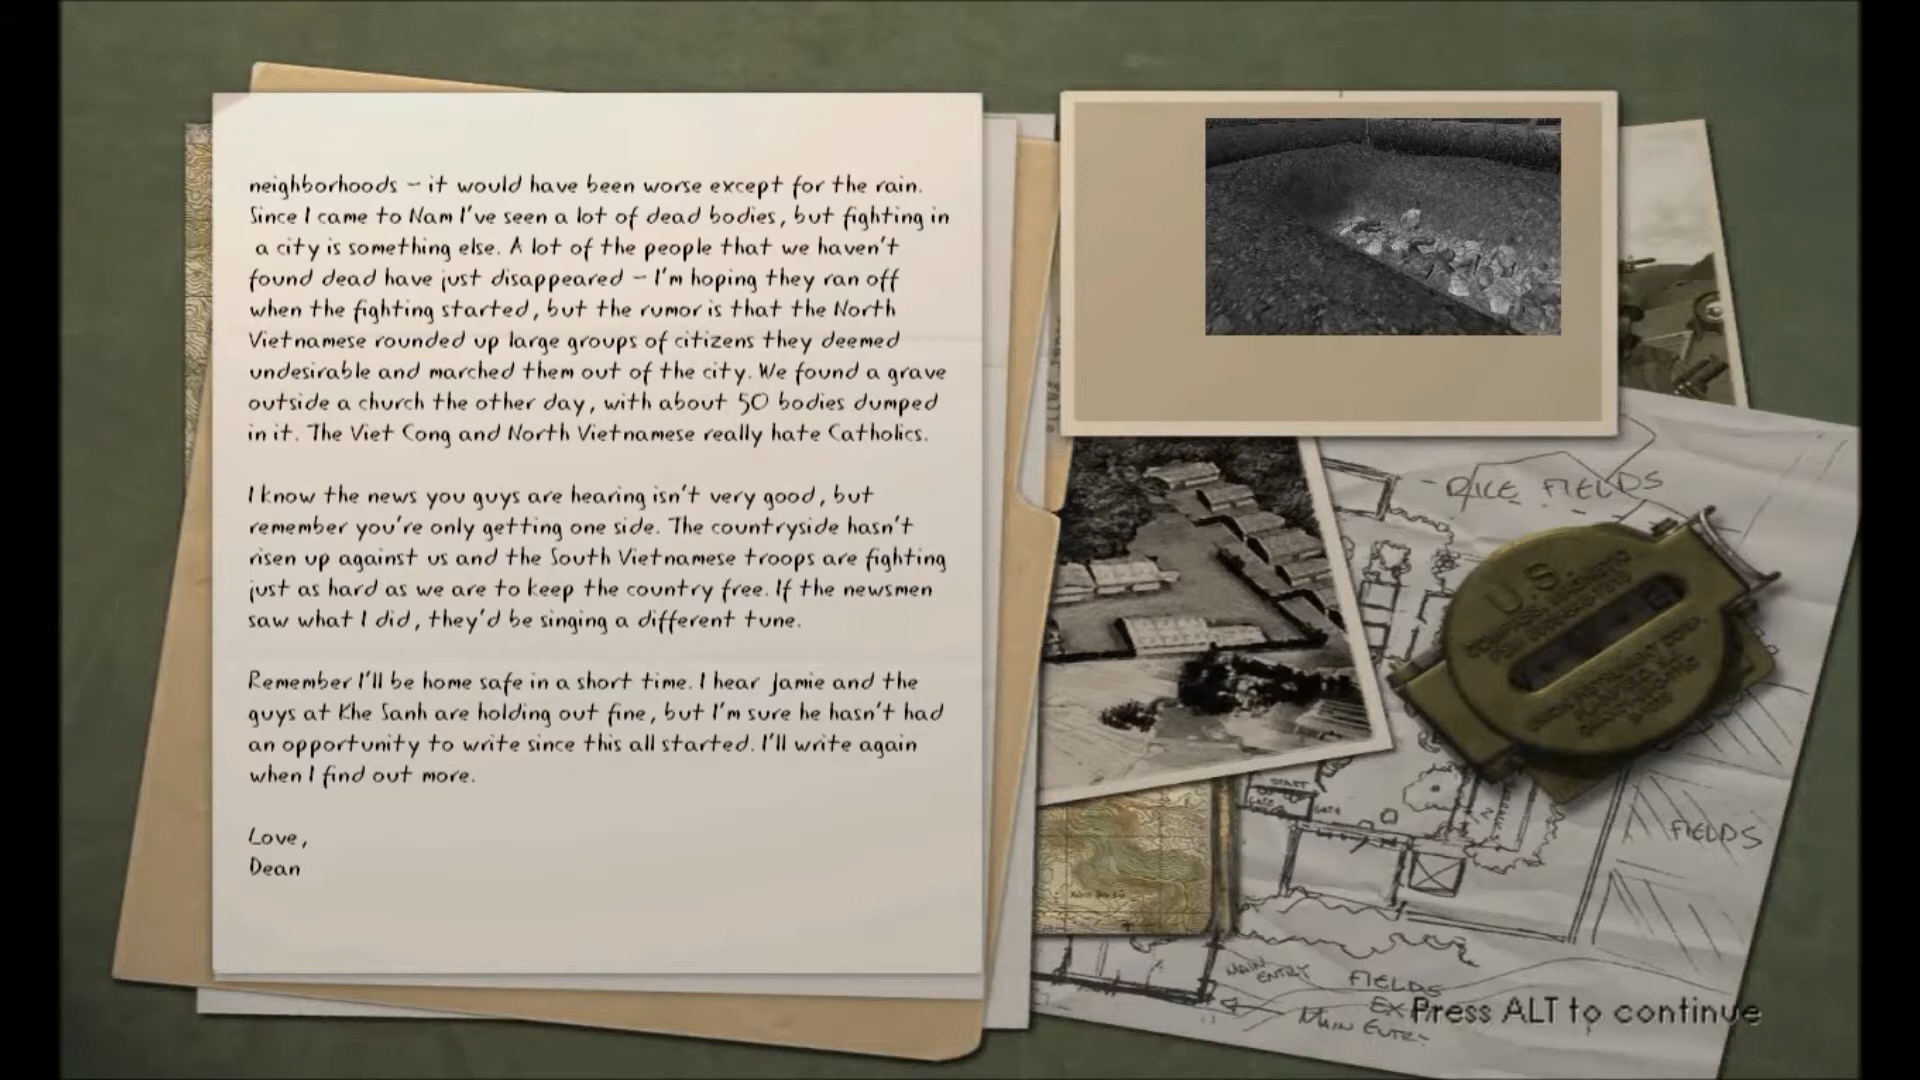 neighborhoods – it would have been worse except for the rain.
Since I came to Nam I've seen a lot of dead bodies, but fighting in
a city is something else. A lot of the people that we haven't
found dead have just disappeared – I'm hoping they ran off
when the fighting started, but the rumor is that the North
Vietnamese rounded up large groups of citizens they deemed
undesirable and marched them out of the city. We found a grave
outside a church the other day, with about 50 bodies dumped
in it. The Viet Cong and North Vietnamese really hate Catholics.
I know the news you guys are hearing isn't very good, but
remember you're only getting one side. The countryside hasn't
risen up against us and the South Vietnamese troops are fighting
just as hard as we are to keep the country free. If the newsmen
saw what I did, they'd be singing a different tune.
Remember I'll be home safe in a short time. I hear Jamie and the
guys at Khe Sanh are holding out fine, but I'm sure he hasn't had
an opportunity to write since this all started. I'll write again
when I find out more.
Love,
Dean
RICE FIELDS
U.S.
START
GATE
FIELDS
MAIN
ENTRY
FIELDS
MAIN
Press ALT to continue